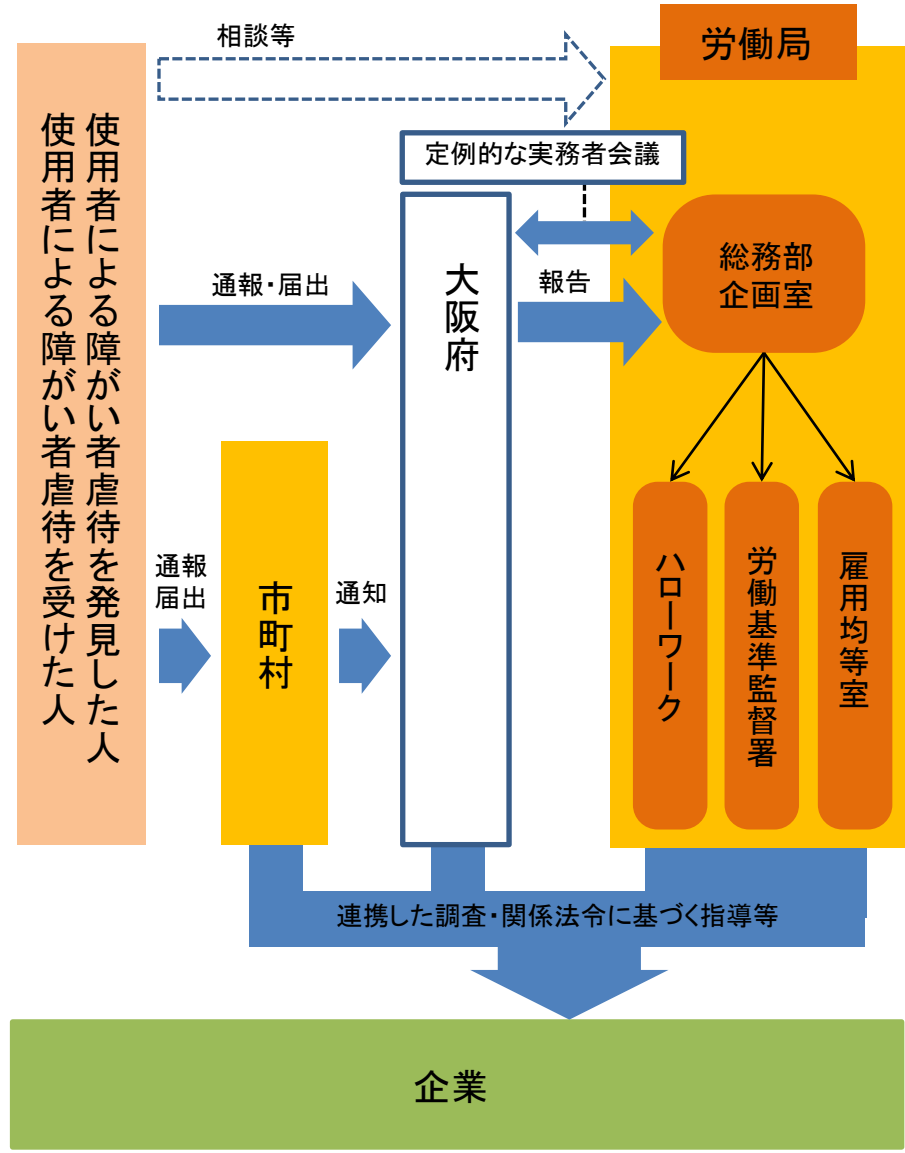 相談等
労働局
使用者による障がい者虐待を発見した人
使用者による障がい者虐待を受けた人
定例的な実務者会議
大阪府
総務部
企画室
通報・届出
報告
通報
届出
市町村
通知
ハローワーク
労働基準監督署
雇用均等室
連携した調査・関係法令に基づく指導等
企業